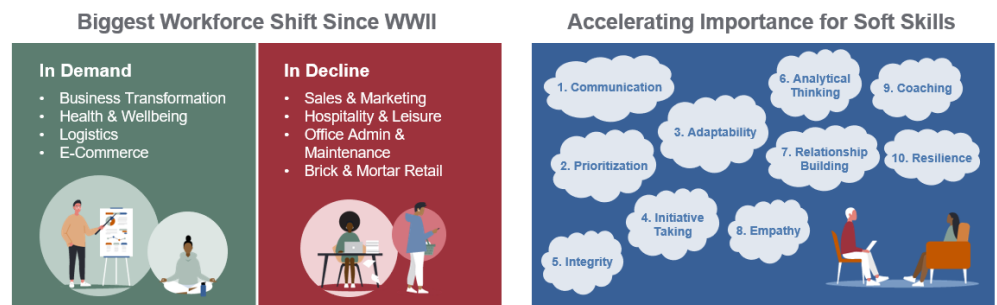 Biggest Workforce Shift Since WWII
In Demand
• Business Transformation
• Health & Wellbeing
• Logistics
• E-Commerce
In Decline
• Sales & Marketing
• Hospitality & Leisure
• Office Admin &
Maintenance
• Brick & Mortar Retail
Accelerating Importance for Soft Skills
1. Communication
2. Prioritization
3. Adaptability
4. Initiative
Taking
5. Integrity
6. Analytical
Thinking
7. Relationship
Building
8. Empathy
9. Coaching
10. Resilience